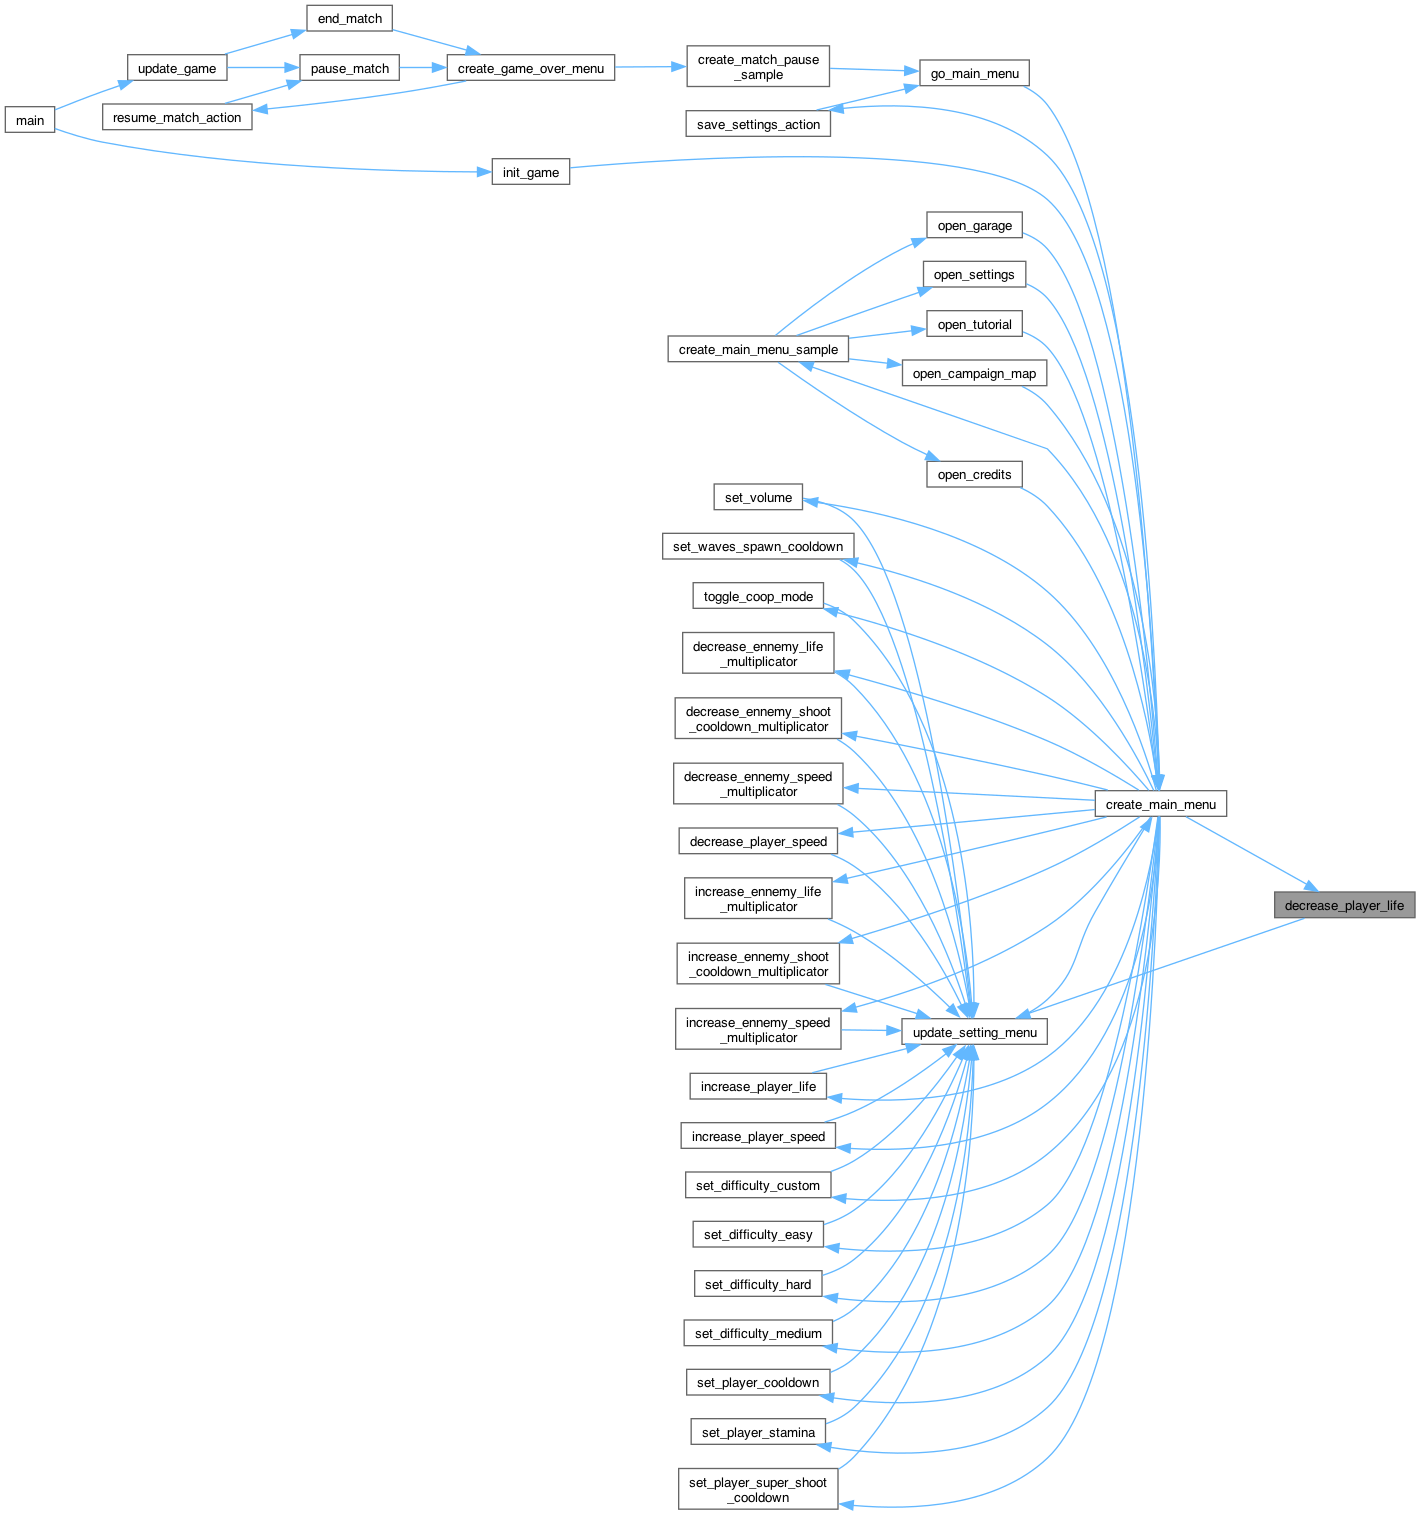 end_match
update_game
pause_match
create_game_over_menu
create_match_pause
_sample
go_main_menu
main
resume_match_action
save_settings_action
init_game
open_garage
open_settings
open_tutorial
create_main_menu_sample
open_campaign_map
open_credits
set_volume
set_waves_spawn_cooldown
toggle_coop_mode
decrease_ennemy_life
_multiplicator
decrease_ennemy_shoot
_cooldown_multiplicator
decrease_ennemy_speed
_multiplicator
create_main_menu
decrease_player_speed
increase_ennemy_life
_multiplicator
decrease_player_life
increase_ennemy_shoot
_cooldown_multiplicator
increase_ennemy_speed
_multiplicator
update_setting_menu
increase_player_life
increase_player_speed
set_difficulty_custom
set_difficulty_easy
set_difficulty_hard
set_difficulty_medium
set_player_cooldown
set_player_stamina
set_player_super_shoot
_cooldown